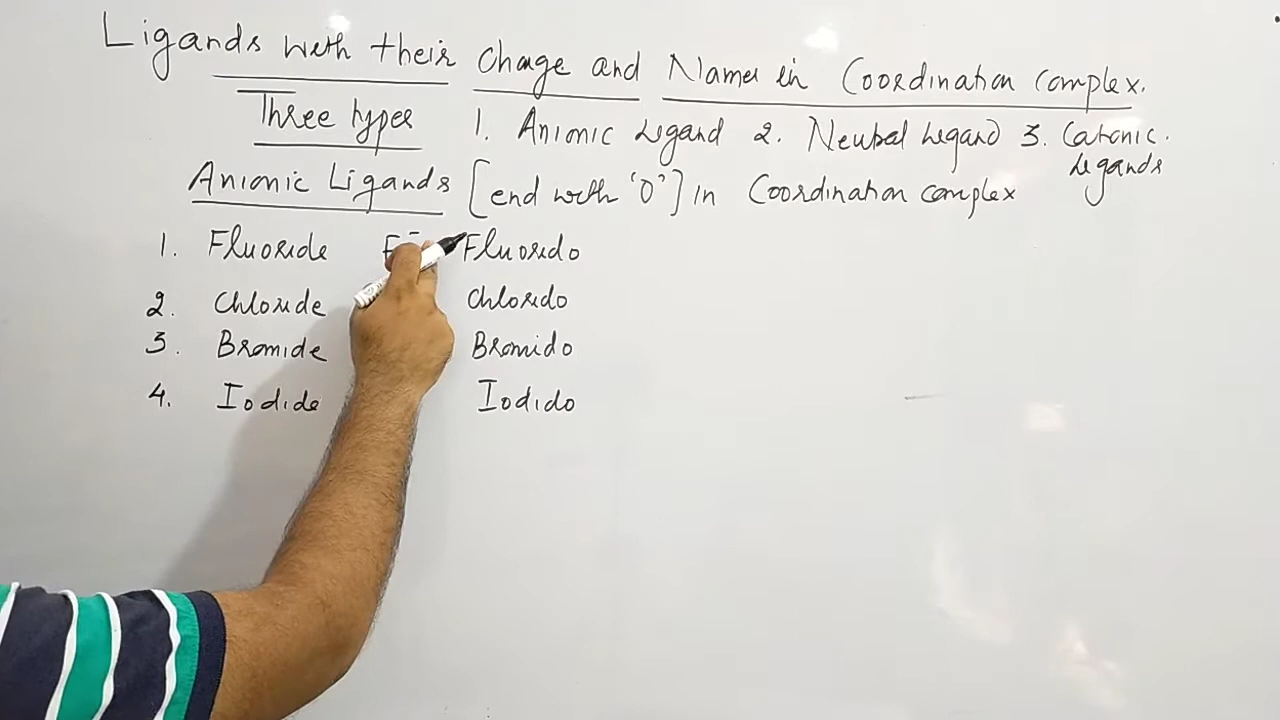 Ligands with their Charge and Names in Coordination complex.
Three types 1. Anionic Ligand 2. Neutral Ligand 3. Cationic Ligands
Anionic Ligands [end with 'O'] in Coordination complex
1. Fluoride F⁻ Fluorido
2. Chloride Chlorido
3. Bromide Bromido
4. Iodide Iodido